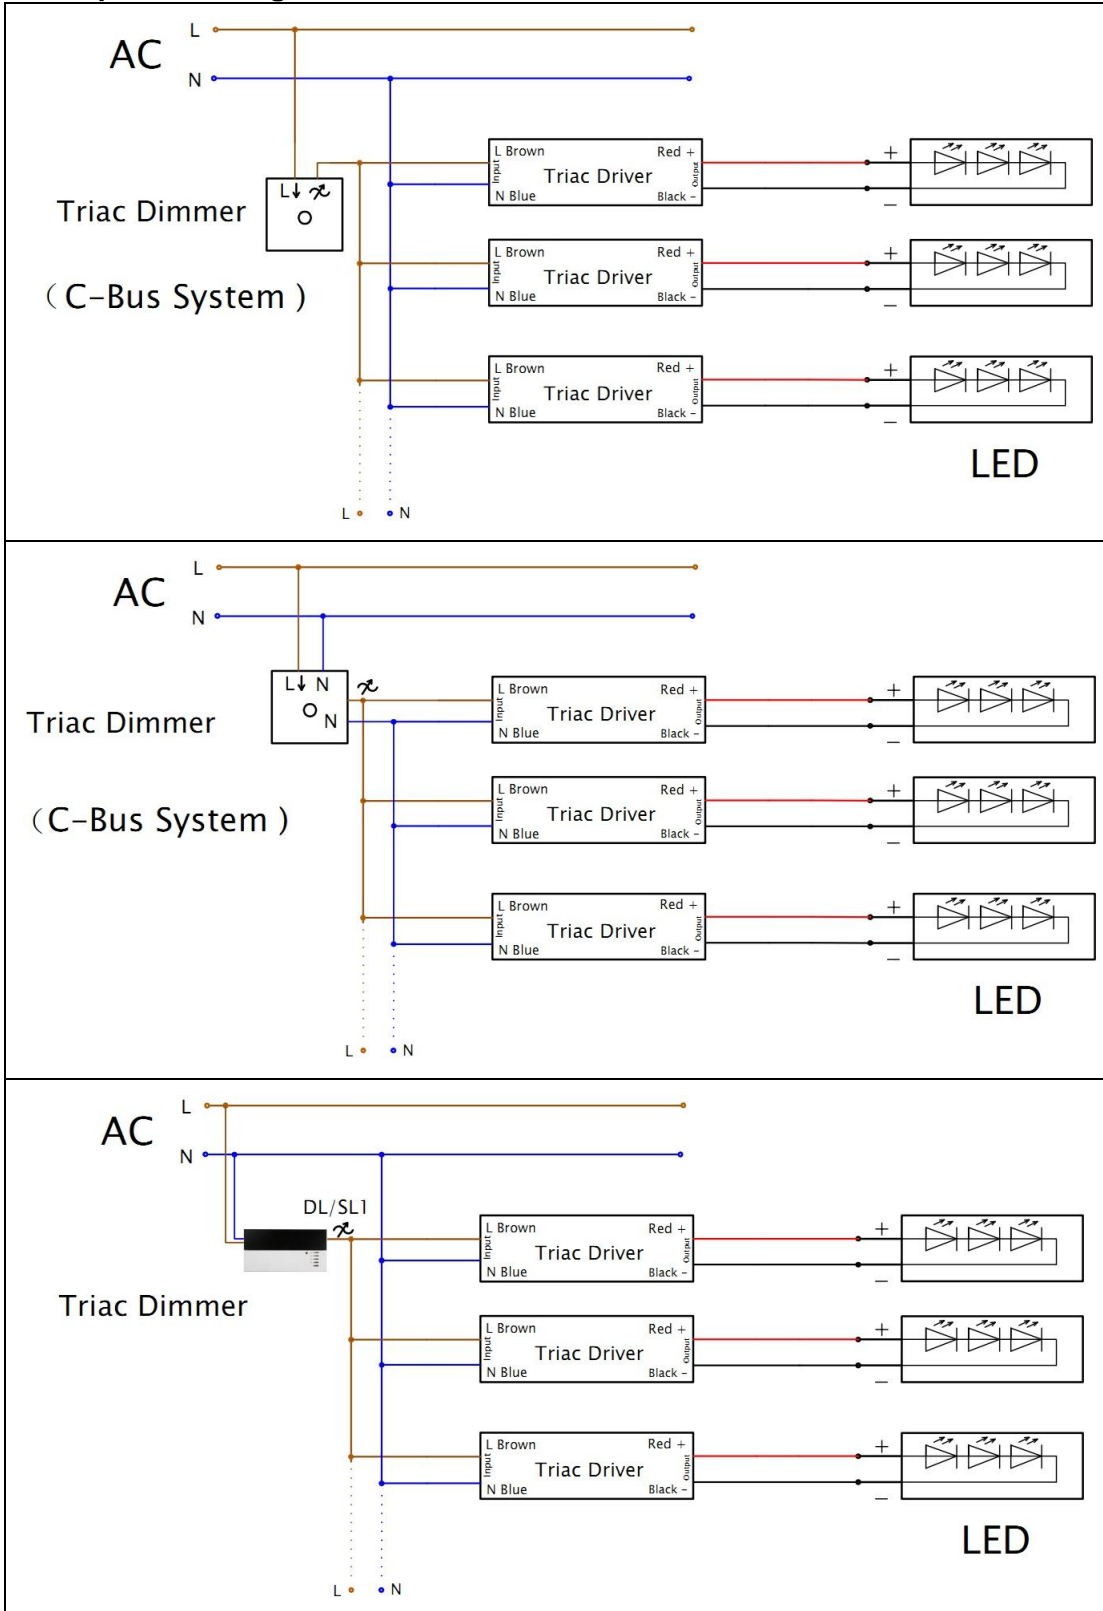 L
AC
N
L Brown
Red +
Input
Triac Driver
Output
N Blue
Black -
L
Triac Dimmer
L Brown
Red +
Input
Triac Driver
Output
N Blue
Black -
(C-Bus System)
L Brown
Red +
Input
Triac Driver
Output
N Blue
Black -
LED
L N
L
AC
N
L N
N
Triac Dimmer
L Brown
Red +
Input
Triac Driver
Output
N Blue
Black -
L Brown
Red +
Input
Triac Driver
Output
N Blue
Black -
(C-Bus System)
L Brown
Red +
Input
Triac Driver
Output
N Blue
Black -
LED
L N
L
AC
N
DL/SL1
L Brown
Red +
Input
Triac Driver
Output
N Blue
Black -
Triac Dimmer
L Brown
Red +
Input
Triac Driver
Output
N Blue
Black -
L Brown
Red +
Input
Triac Driver
Output
N Blue
Black -
LED
L N